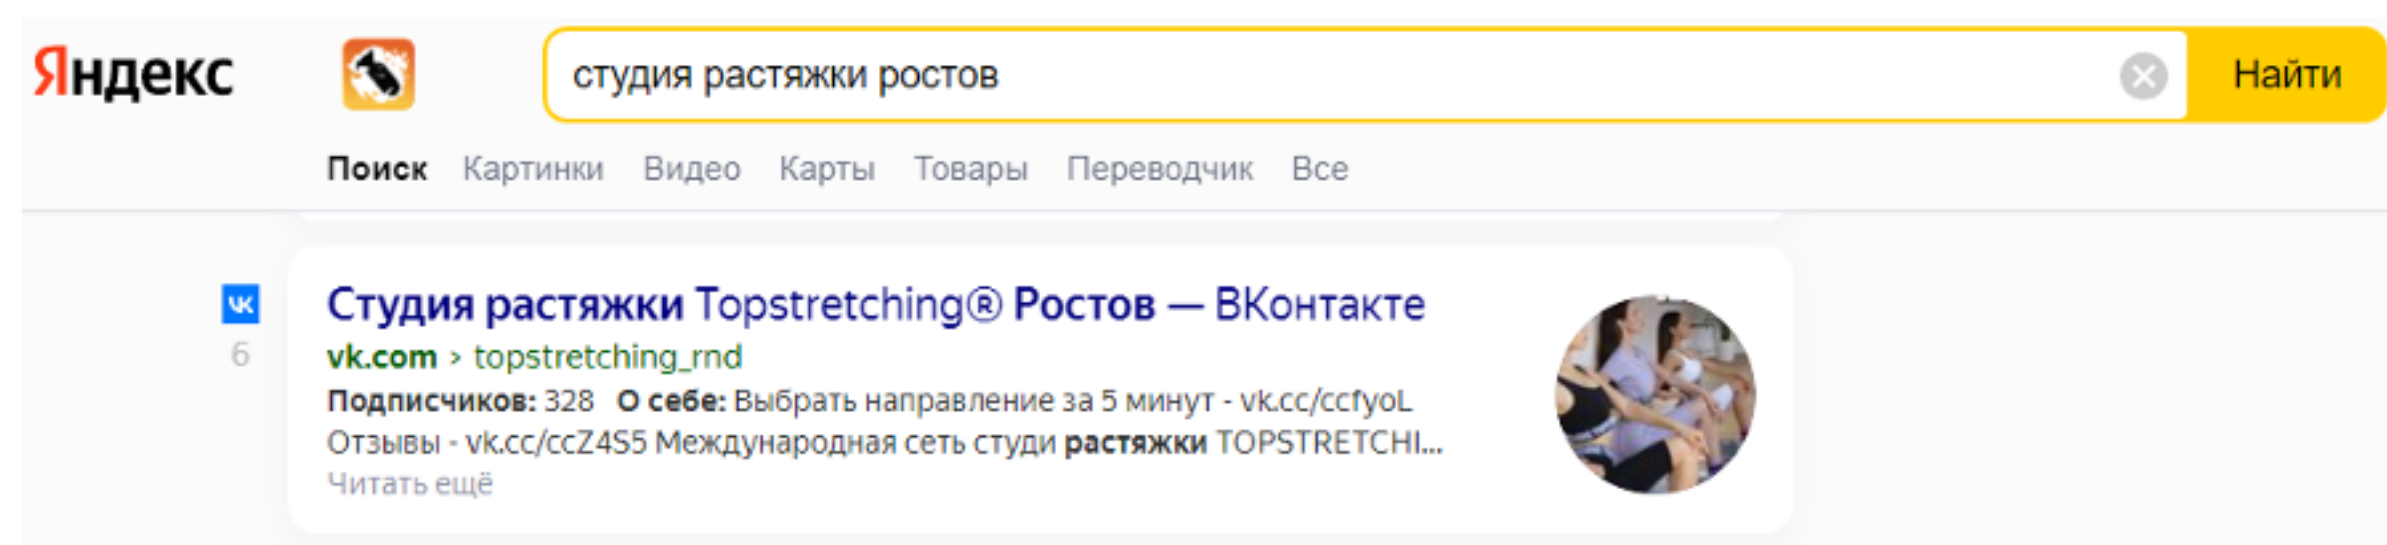 Яндекс
студия растяжки ростов
Найти
Поиск Картинки Видео Карты Товары Переводчик Все
Студия растяжки Topstretching® Ростов — ВКонтакте
6
vk.com › topstretching_rnd
Подписчиков: 328 О себе: Выбрать направление за 5 минут - vk.cc/ccfyoL
Отзывы - vk.cc/ccZ4S5 Международная сеть студи растяжки TOPSTRETCHI...
Читать ещё